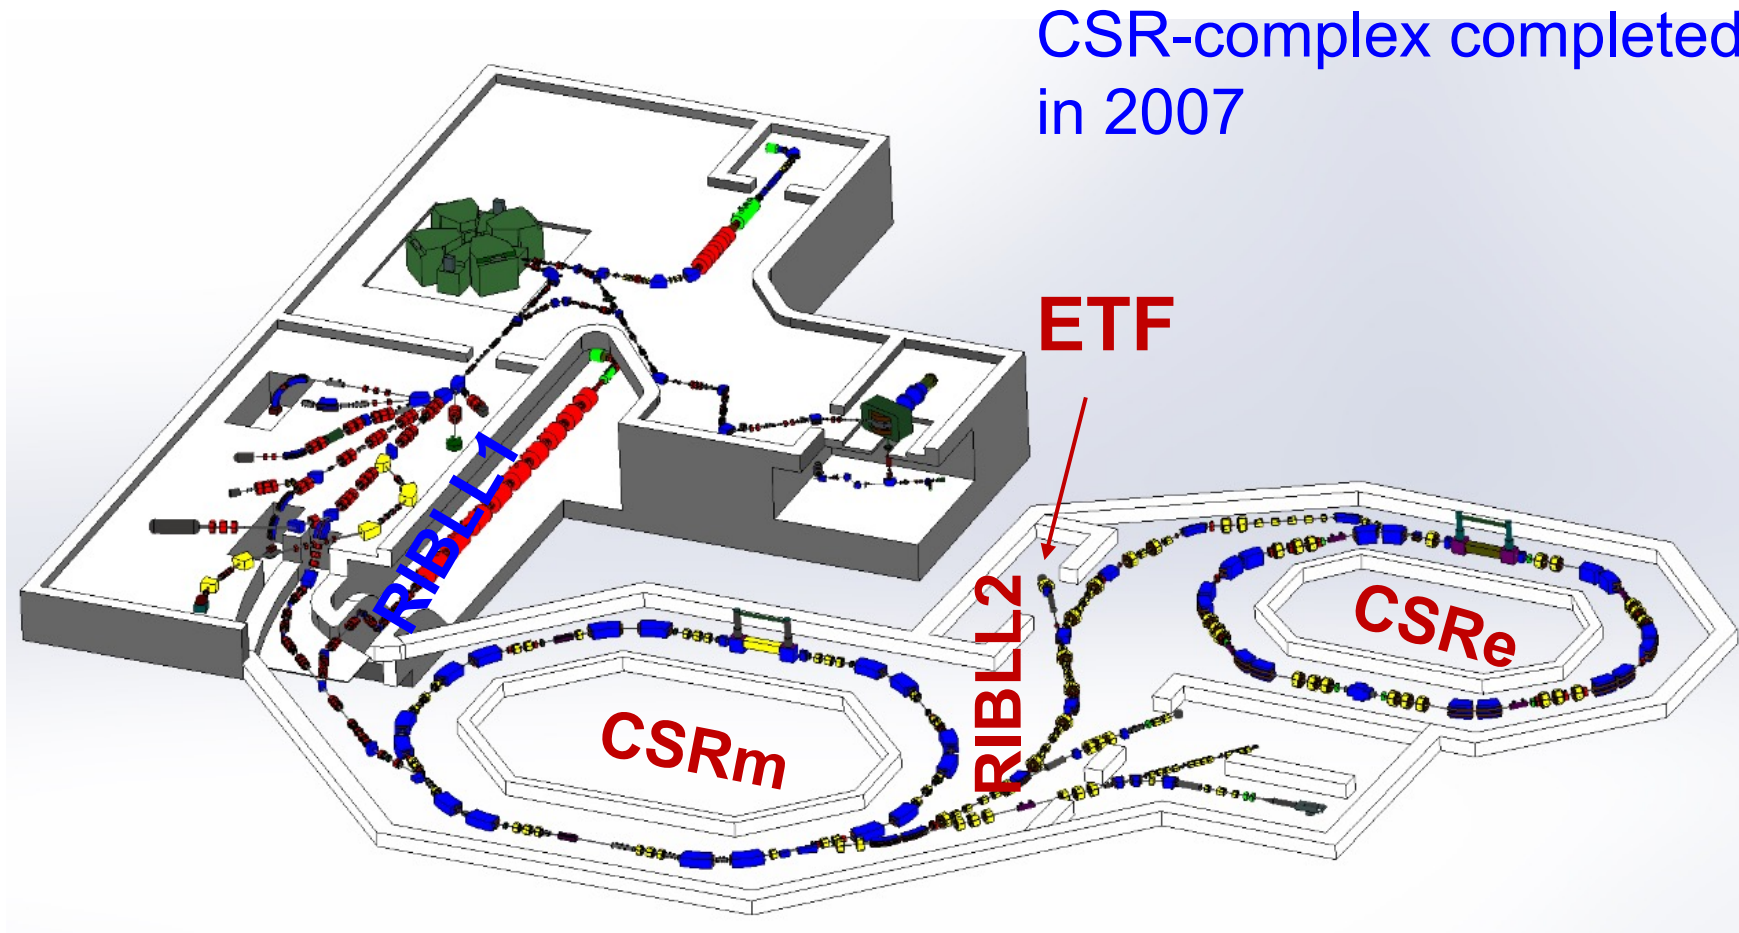 CSR-complex completed
in 2007
ETF
RIBLL1
RIBLL2
CSRe
CSRm